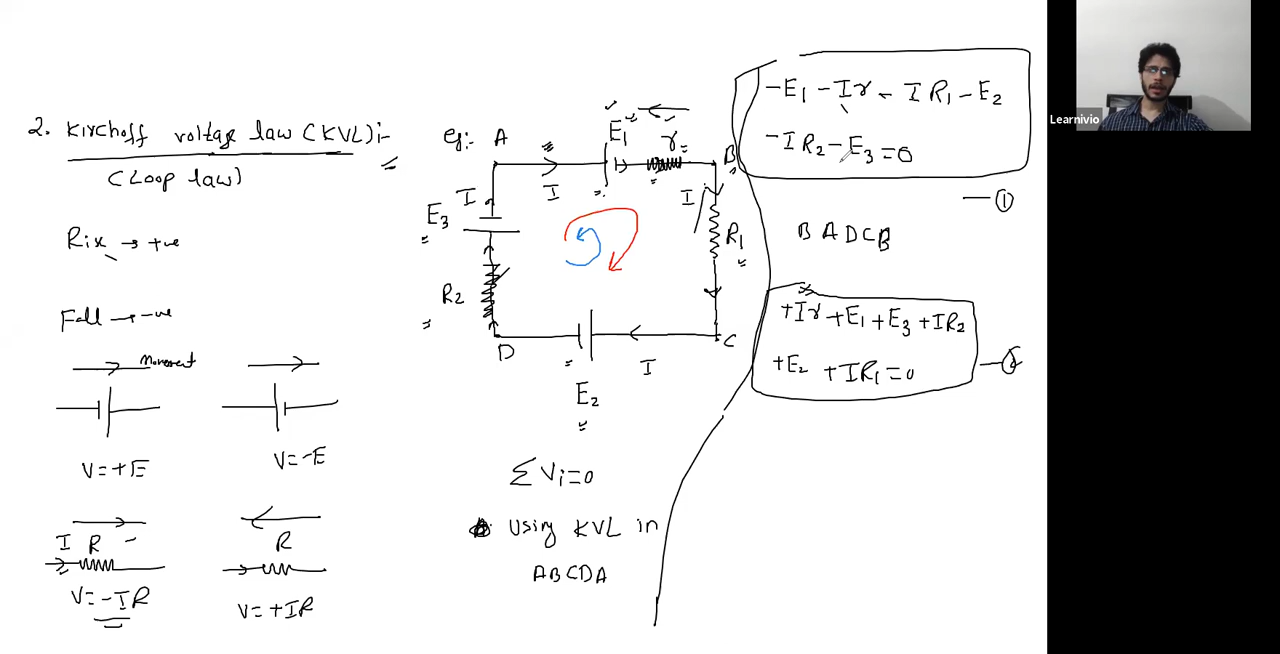 2. Kirchoff voltage law (KVL):-
(Loop law)
Rise → +ve
Fall → -ve
Movement
V=+E
V=-E
I R
V=-IR
R
V=+IR
eg:- A
E1
r
B
I
I
E3
I
R1
R2
D
C
I
E2
ΣVi=0
Using KVL in
ABCDA
-E1 -Ir - IR1 -E2
-IR2 -E3 =0
—①
BADCB
+Ir +E1 +E3 +IR2
+E2 +IR1 =0
—②
Learnivio